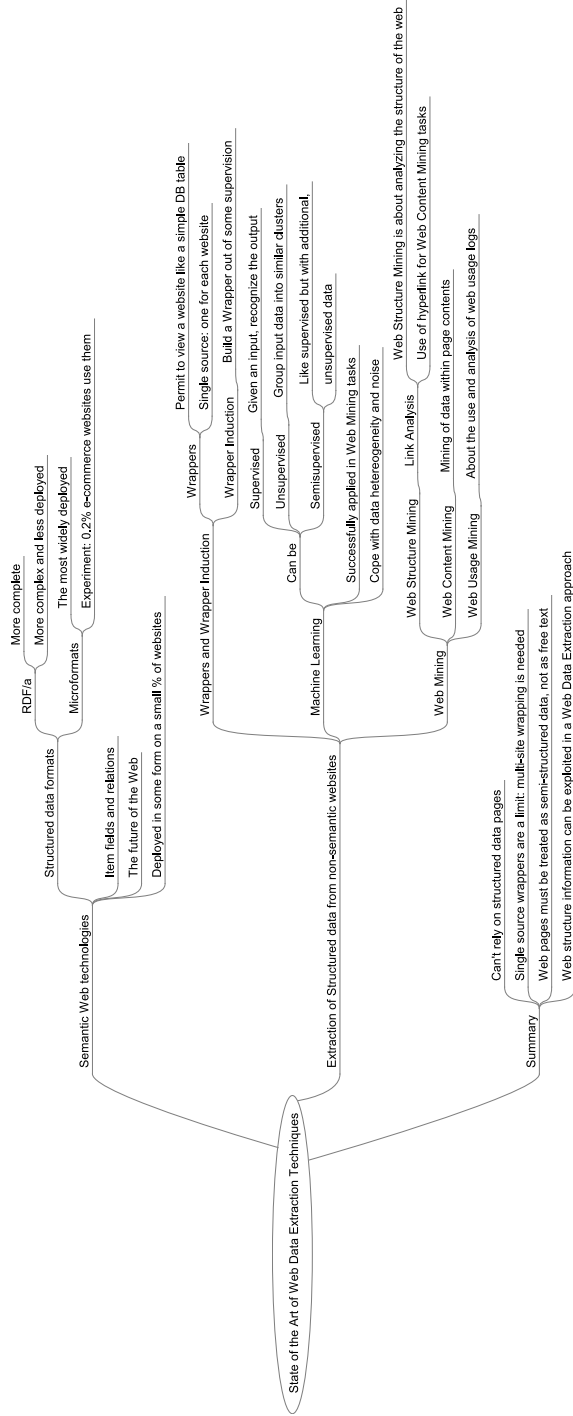 State of the Art of Web Data Extraction Techniques
Semantic Web technologies
Structured data formats
RDF/a
More complete
More complex and less deployed
Microformats
The most widely deployed
Experiment: 0.2% e-commerce websites use them
Item fields and relations
The future of the Web
Deployed in some form on a small % of websites
Extraction of Structured data from non-semantic websites
Wrappers and Wrapper Induction
Wrappers
Permit to view a website like a simple DB table
Single source: one for each website
Wrapper Induction
Build a Wrapper out of some supervision
Machine Learning
Can be
Supervised
Given an input, recognize the output
Unsupervised
Group input data into similar clusters
Semisupervised
Like supervised but with additional,
unsupervised data
Successfully applied in Web Mining tasks
Cope with data hetereogeneity and noise
Web Mining
Web Structure Mining
Link Analysis
Web Structure Mining is about analyzing the structure of the web
Use of hyperlink for Web Content Mining tasks
Web Content Mining
Mining of data within page contents
Web Usage Mining
About the use and analysis of web usage logs
Summary
Can't rely on structured data pages
Single source wrappers are a limit: multi-site wrapping is needed
Web pages must be treated as semi-structured data, not as free text
Web structure information can be exploited in a Web Data Extraction approach